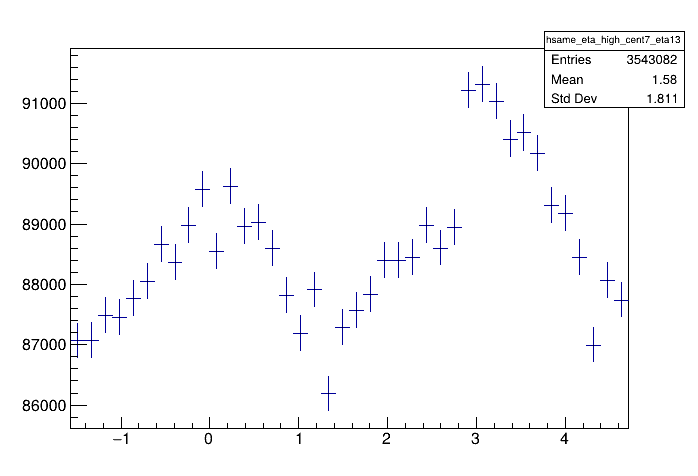 hsame_eta_high_cent7_eta13
Entries 3543082
Mean 1.58
Std Dev 1.811
91000
90000
89000
88000
87000
86000
−1 0 1 2 3 4